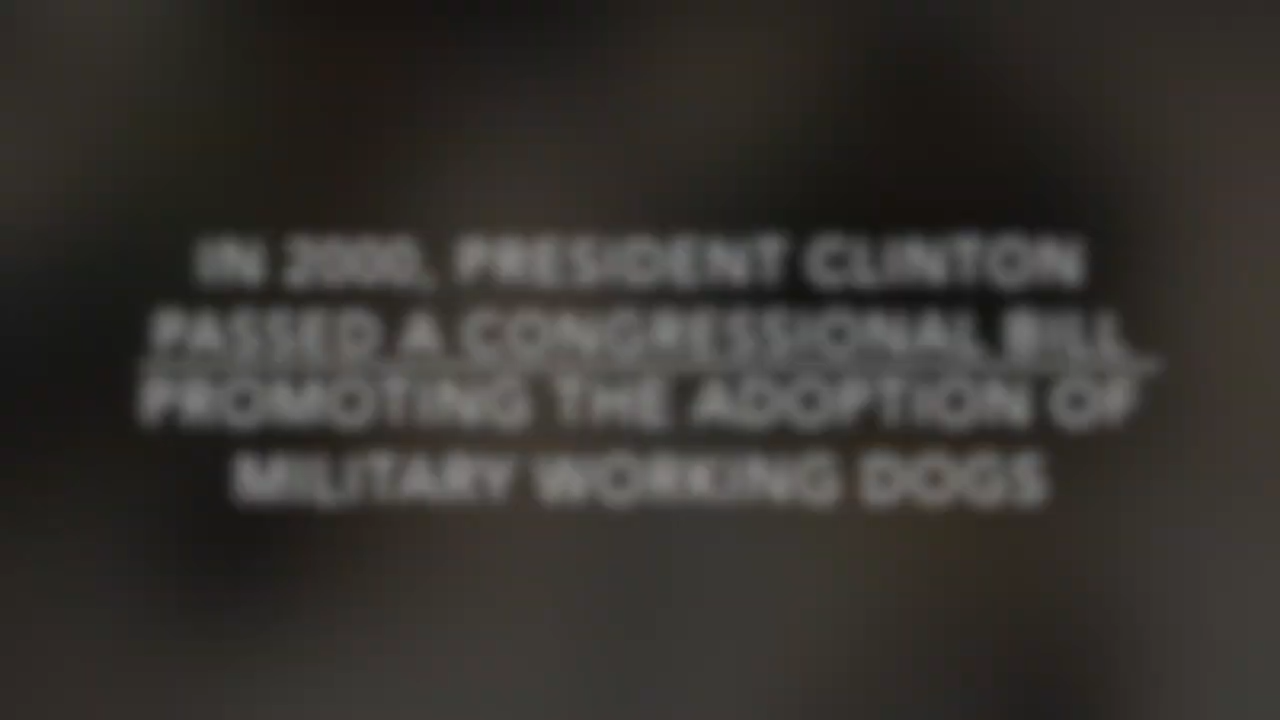 IN 2000, PRESIDENT CLINTON
PASSED A CONGRESSIONAL BILL
PROMOTING THE ADOPTION OF
MILITARY WORKING DOGS